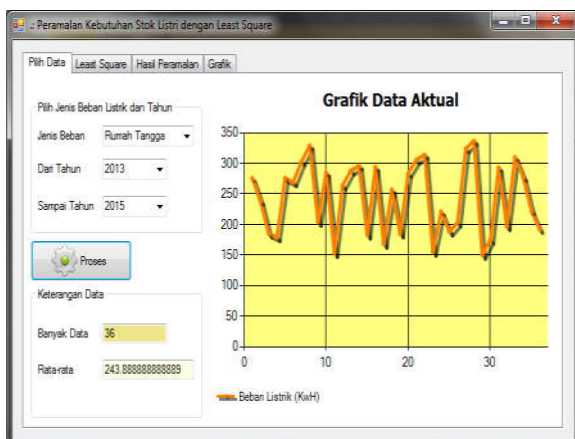 .: Peramalan Kebutuhan Stok Listri dengan Least Square
Pilih Data Least Square Hasil Peramalan Grafik
Pilih Jenis Beban Listrik dan Tahun
Jenis Beban Rumah Tangga
Dari Tahun 2013
Sampai Tahun 2015
Proses
Keterangan Data
Banyak Data 36
Rata-rata 243.888888888889
Grafik Data Aktual
350
300
250
200
150
100
50
0
0 10 20 30
Beban Listrik (KwH)